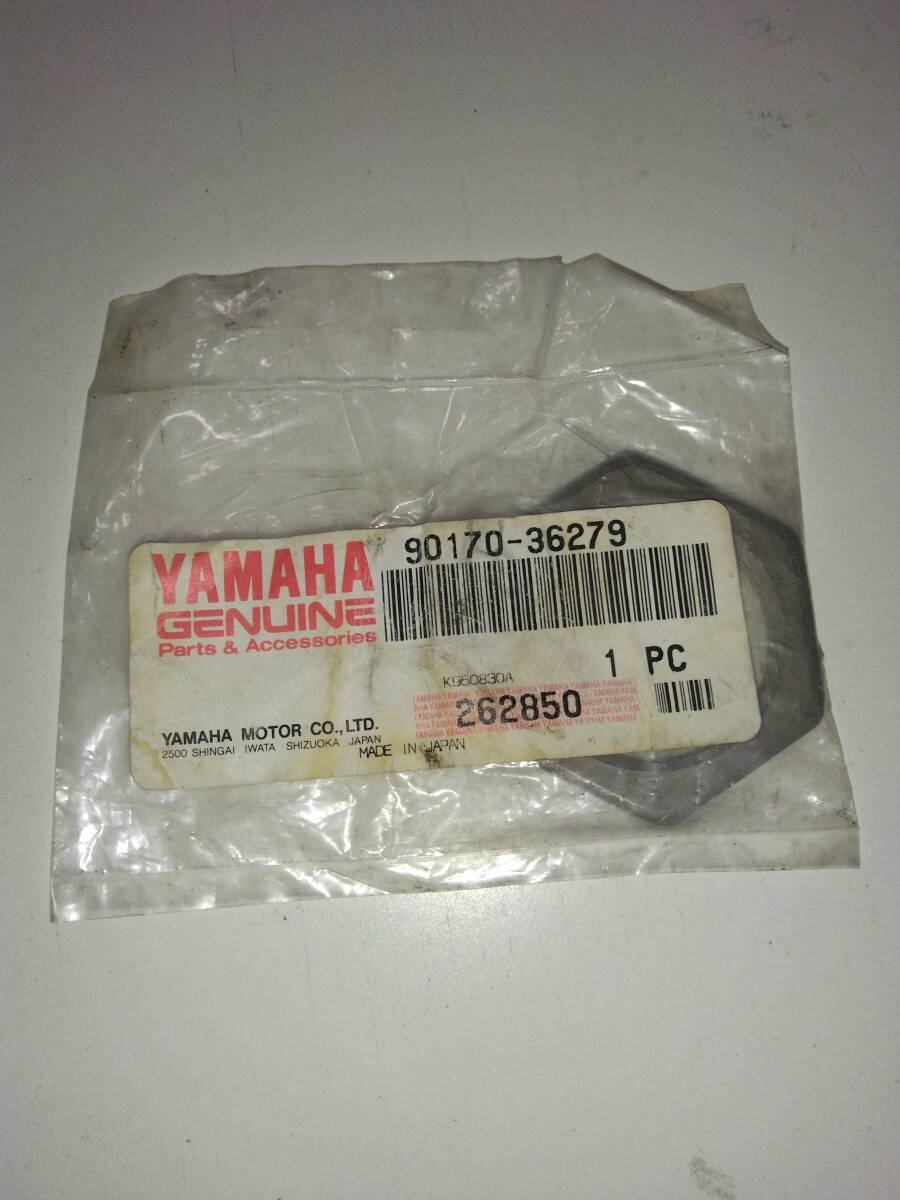 YAMAHA
GENUINE
Parts & Accessories
90170-36279
1 PC
K960830A
262850
YAMAHA MOTOR CO.,LTD.
2500 SHINGAI IWATA SHIZUOKA JAPAN
MADE IN JAPAN